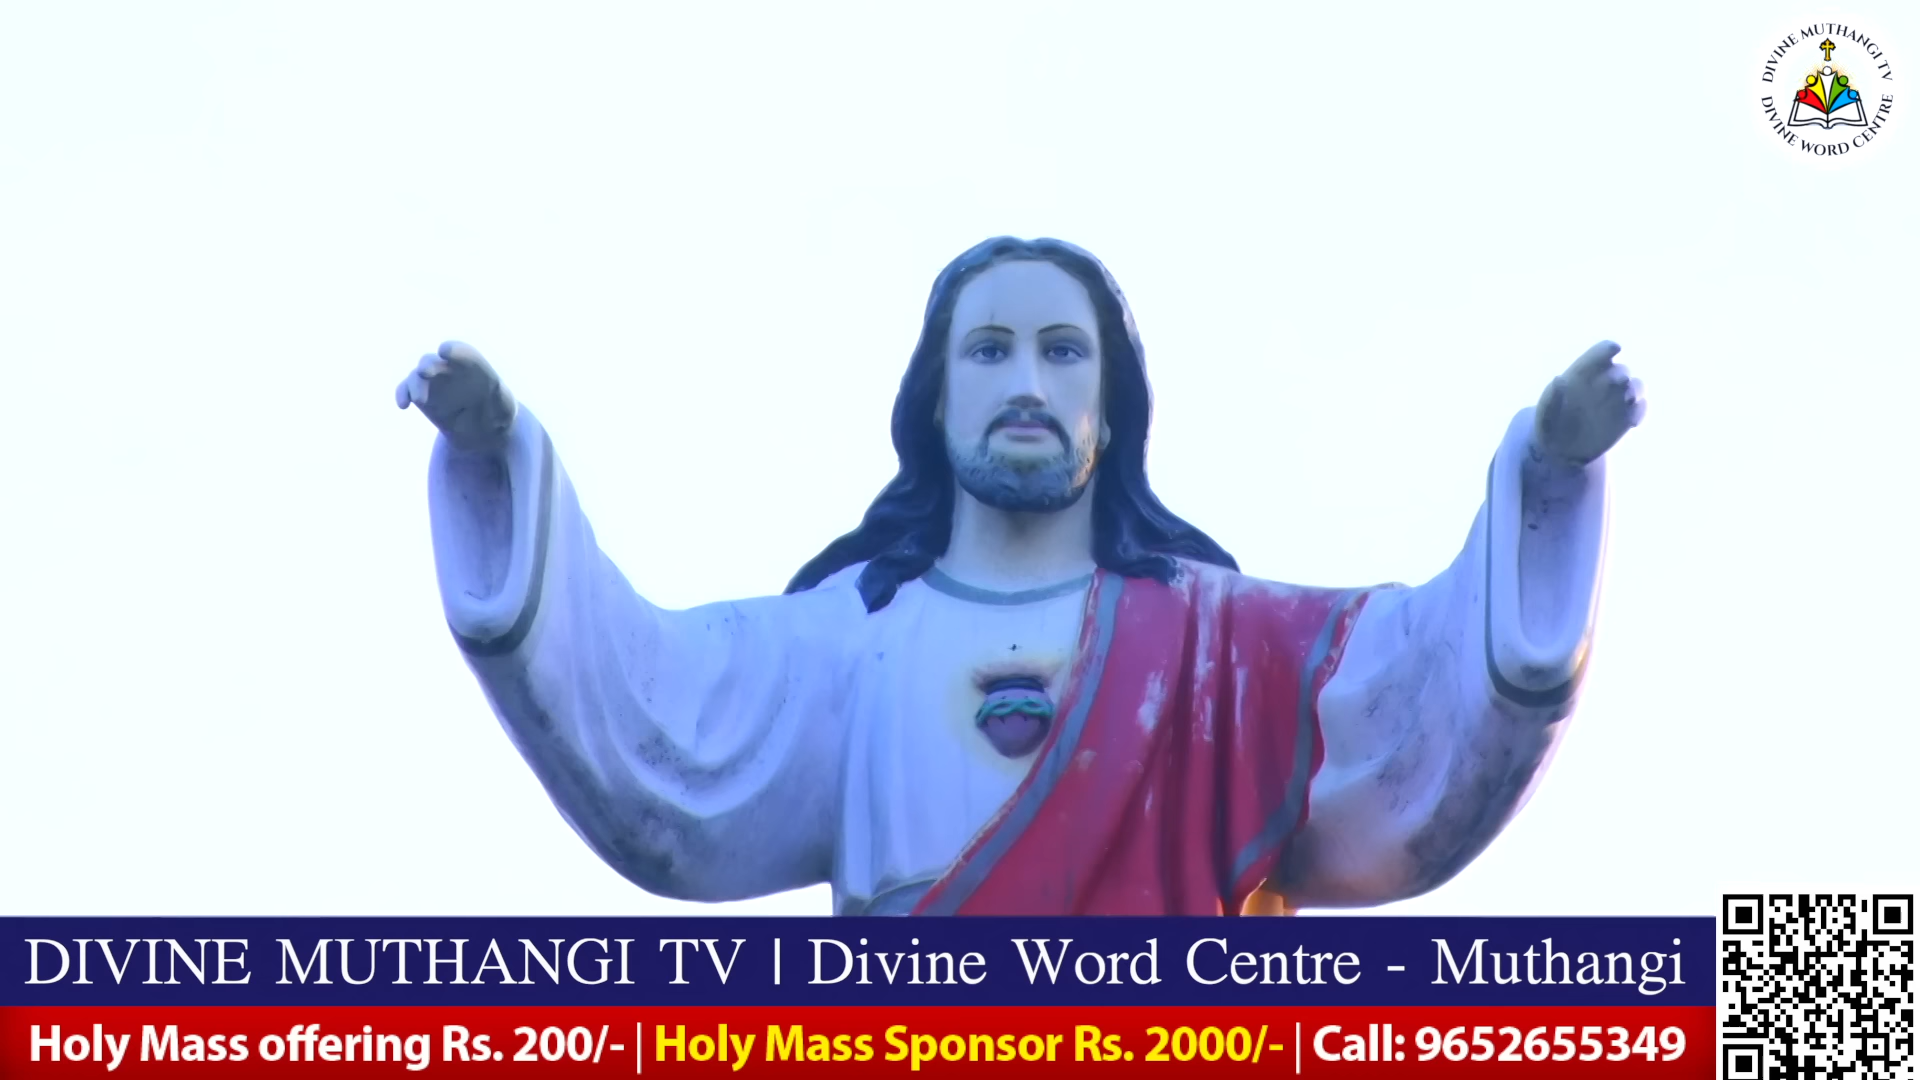 DIVINE MUTHANGI TV
DIVINE WORD CENTRE
DIVINE MUTHANGI TV | Divine Word Centre - Muthangi
Holy Mass offering Rs. 200/- | Holy Mass Sponsor Rs. 2000/- | Call: 9652655349